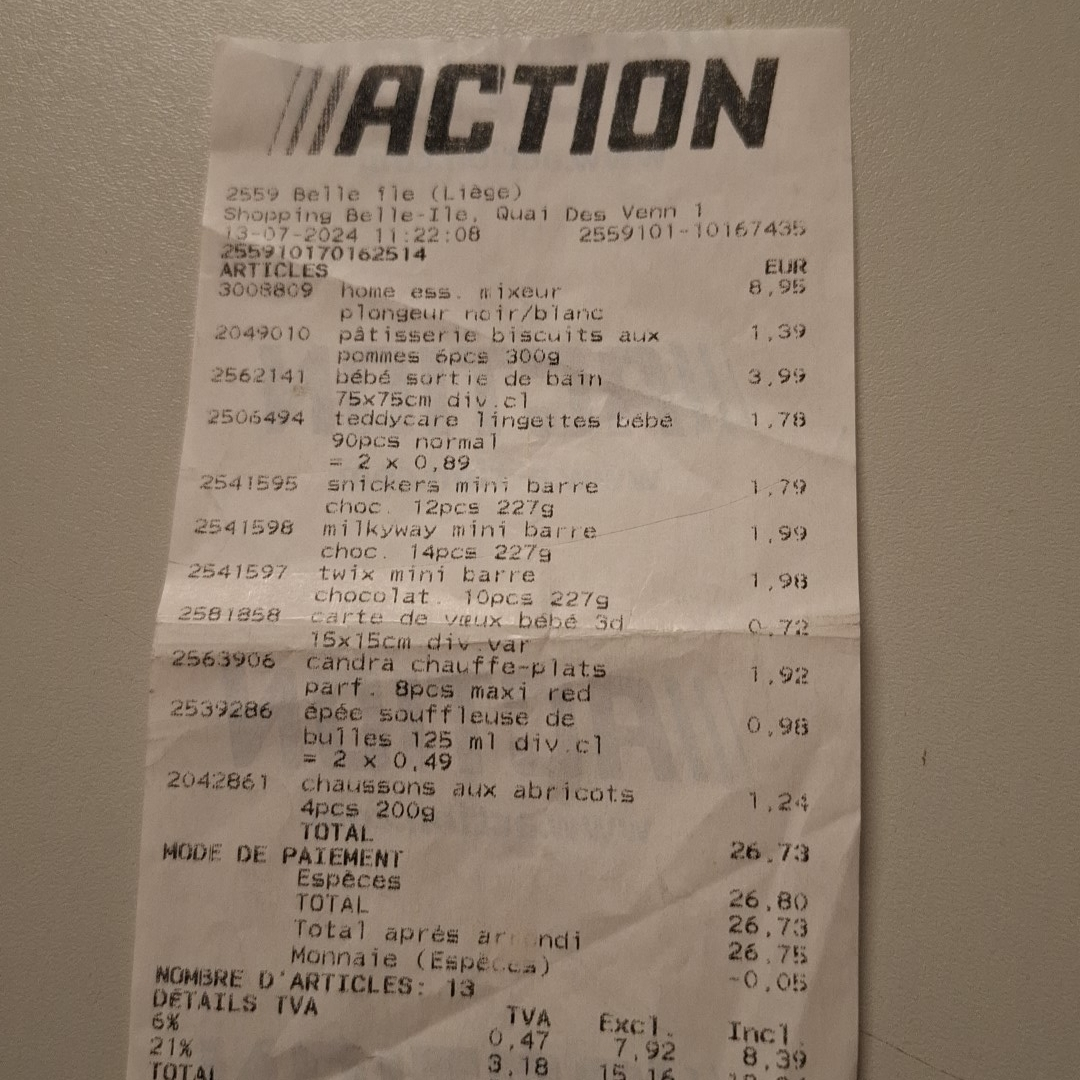 ///ACTION
2559 Belle île (Liège)
Shopping Belle-Ile, Quai Des Venn 1
13-07-2024 11:22:08 2559101-10167435
255910170162514
ARTICLES EUR
3008809 home ess. mixeur 8,95
plongeur noir/blanc
2049010 pâtisserie biscuits aux 1,39
pommes 6pcs 300g
2562141 bébé sortie de bain 3,99
75x75cm div.cl
2506494 teddycare lingettes bébé 1,78
90pcs normal
= 2 x 0,89
2541595 snickers mini barre 1,79
choc. 12pcs 227g
2541598 milkyway mini barre 1,99
choc. 14pcs 227g
2541597 twix mini barre 1,98
chocolat. 10pcs 227g
2581858 carte de vœux bébé 3d 0,72
15x15cm div.var
2563906 candra chauffe-plats 1,92
parf. 8pcs maxi red
2539286 épée souffleuse de 0,98
bulles 125 ml div.cl
= 2 x 0,49
2042861 chaussons aux abricots 1,24
4pcs 200g
TOTAL 26,73
MODE DE PAIEMENT
Espèces 26,80
TOTAL 26,73
Total après arrondi 26,75
Monnaie (Espèces) -0,05
NOMBRE D'ARTICLES: 13
DÉTAILS TVA TVA Excl. Incl.
6% 0,47 7,92 8,39
21% 3,18 15,16
TOTAL